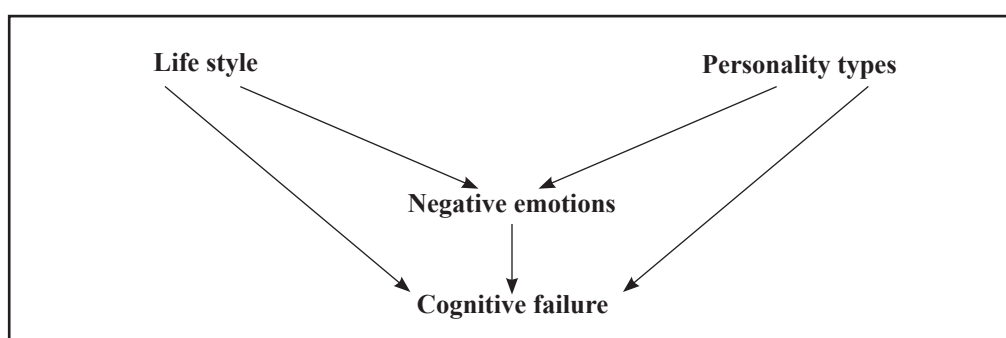 Life style
Personality types
Negative emotions
Cognitive failure